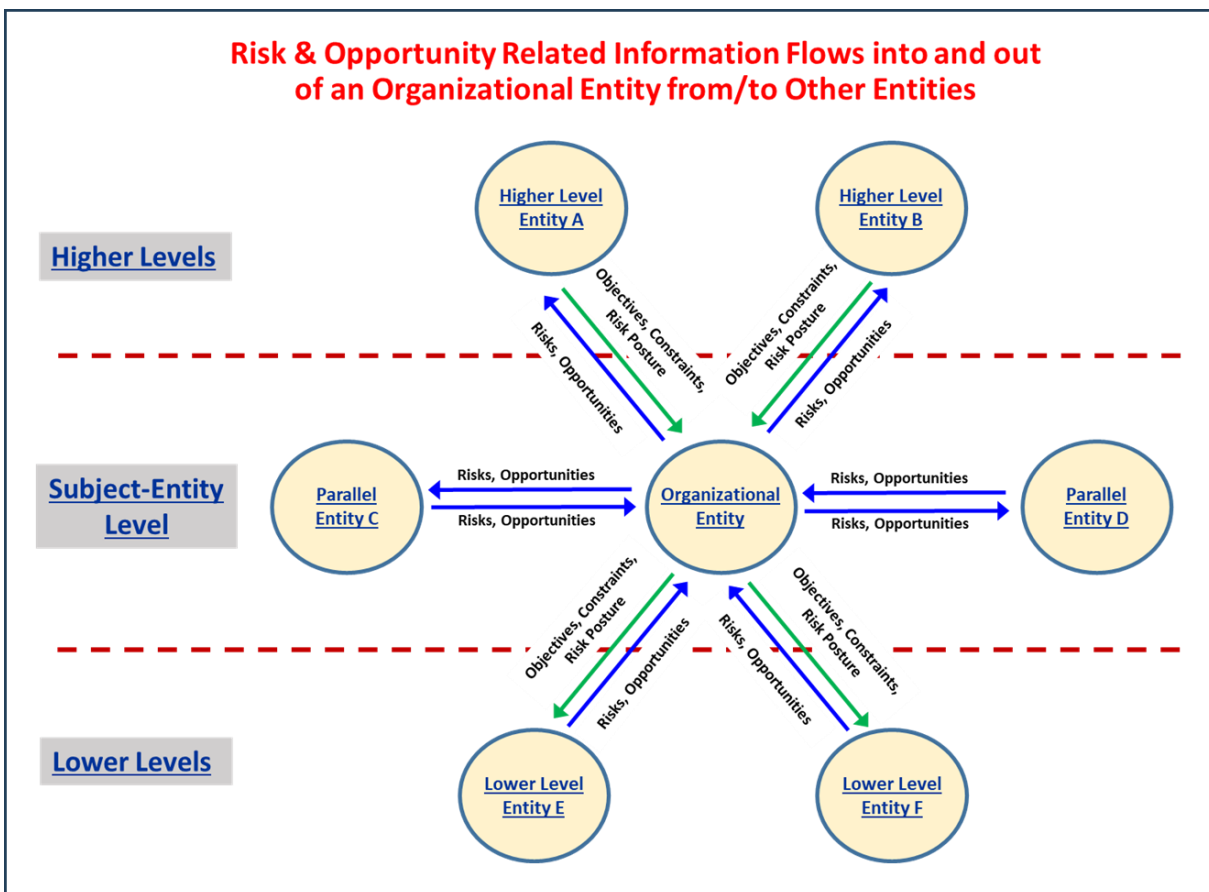 Risk & Opportunity Related Information Flows into and out
of an Organizational Entity from/to Other Entities
Higher Level
Entity A
Higher Level
Entity B
Higher Levels
Objectives, Constraints,
Risk Posture
Risks, Opportunities
Objectives, Constraints,
Risk Posture
Risks, Opportunities
Subject-Entity
Level
Parallel
Entity C
Risks, Opportunities
Risks, Opportunities
Organizational
Entity
Risks, Opportunities
Risks, Opportunities
Parallel
Entity D
Objectives, Constraints,
Risk Posture
Risks, Opportunities
Objectives, Constraints,
Risk Posture
Risks, Opportunities
Lower Levels
Lower Level
Entity E
Lower Level
Entity F